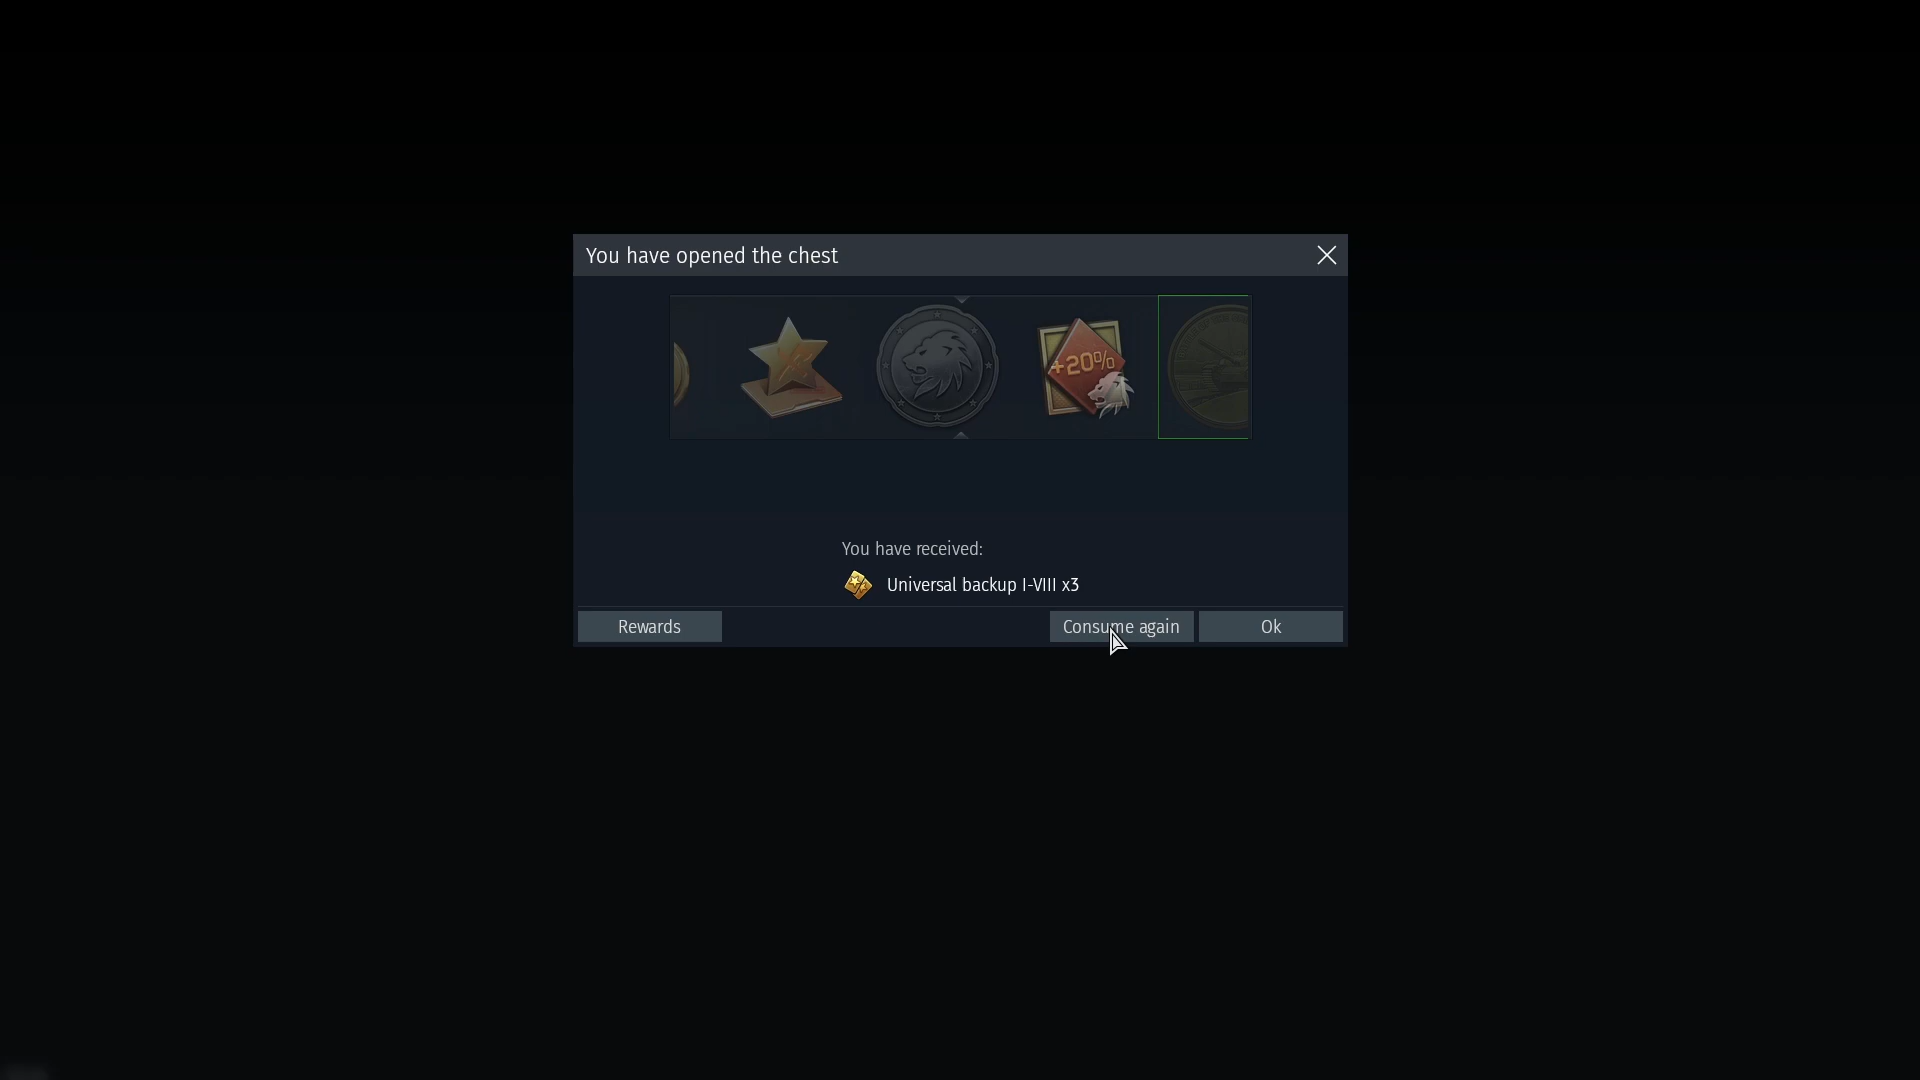 You have opened the chest
+20%
You have received:
Universal backup I-VIII x3
Rewards
Consume again
Ok